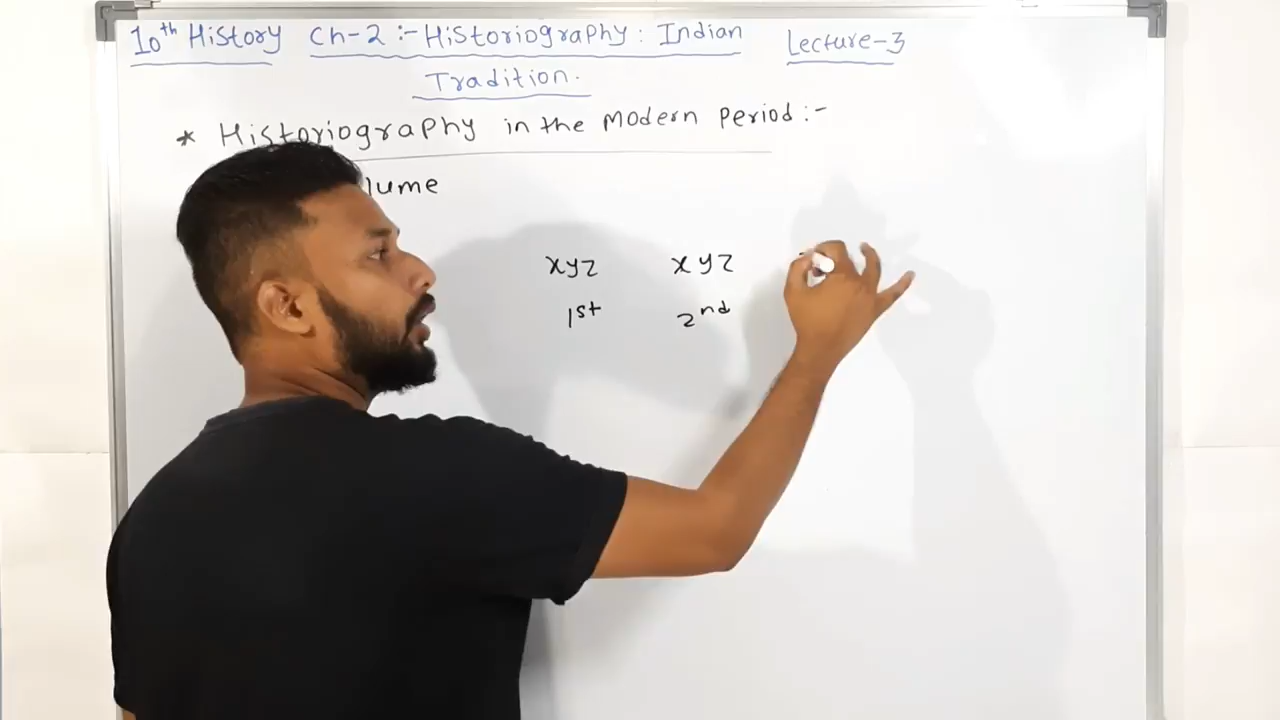 10th History Ch-2 :- Historiography : Indian Lecture-3
Tradition.
* Historiography in the Modern Period :-
lume
xyz xyz
1st 2nd